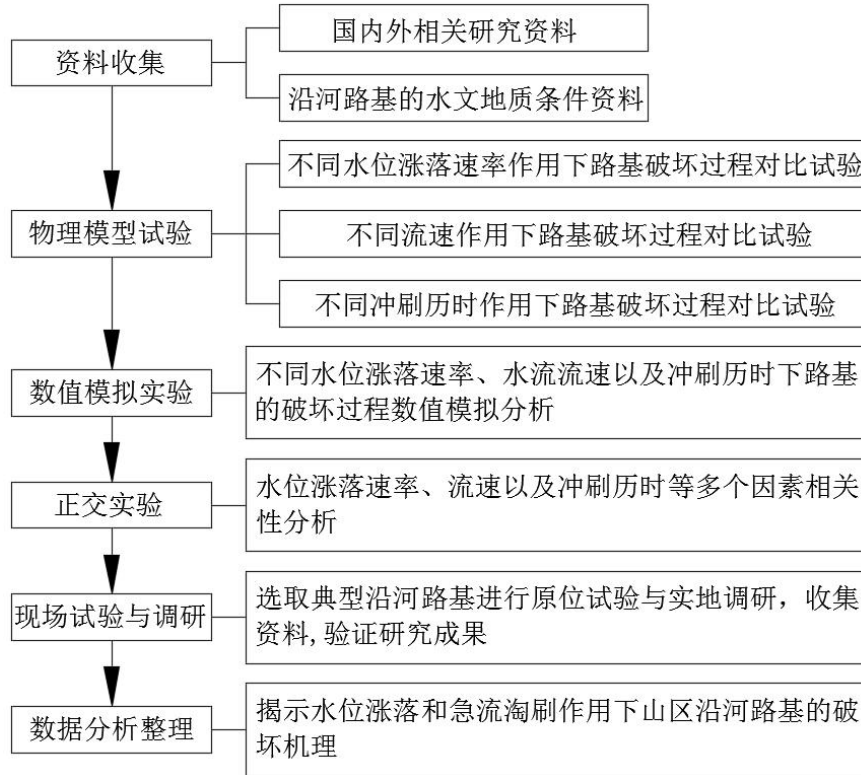 资料收集
国内外相关研究资料
沿河路基的水文地质条件资料
物理模型试验
不同水位涨落速率作用下路基破坏过程对比试验
不同流速作用下路基破坏过程对比试验
不同冲刷历时作用下路基破坏过程对比试验
数值模拟实验
不同水位涨落速率、水流流速以及冲刷历时下路基
的破坏过程数值模拟分析
正交实验
水位涨落速率、流速以及冲刷历时等多个因素相关
性分析
现场试验与调研
选取典型沿河路基进行原位试验与实地调研，收集
资料,验证研究成果
数据分析整理
揭示水位涨落和急流淘刷作用下山区沿河路基的破
坏机理